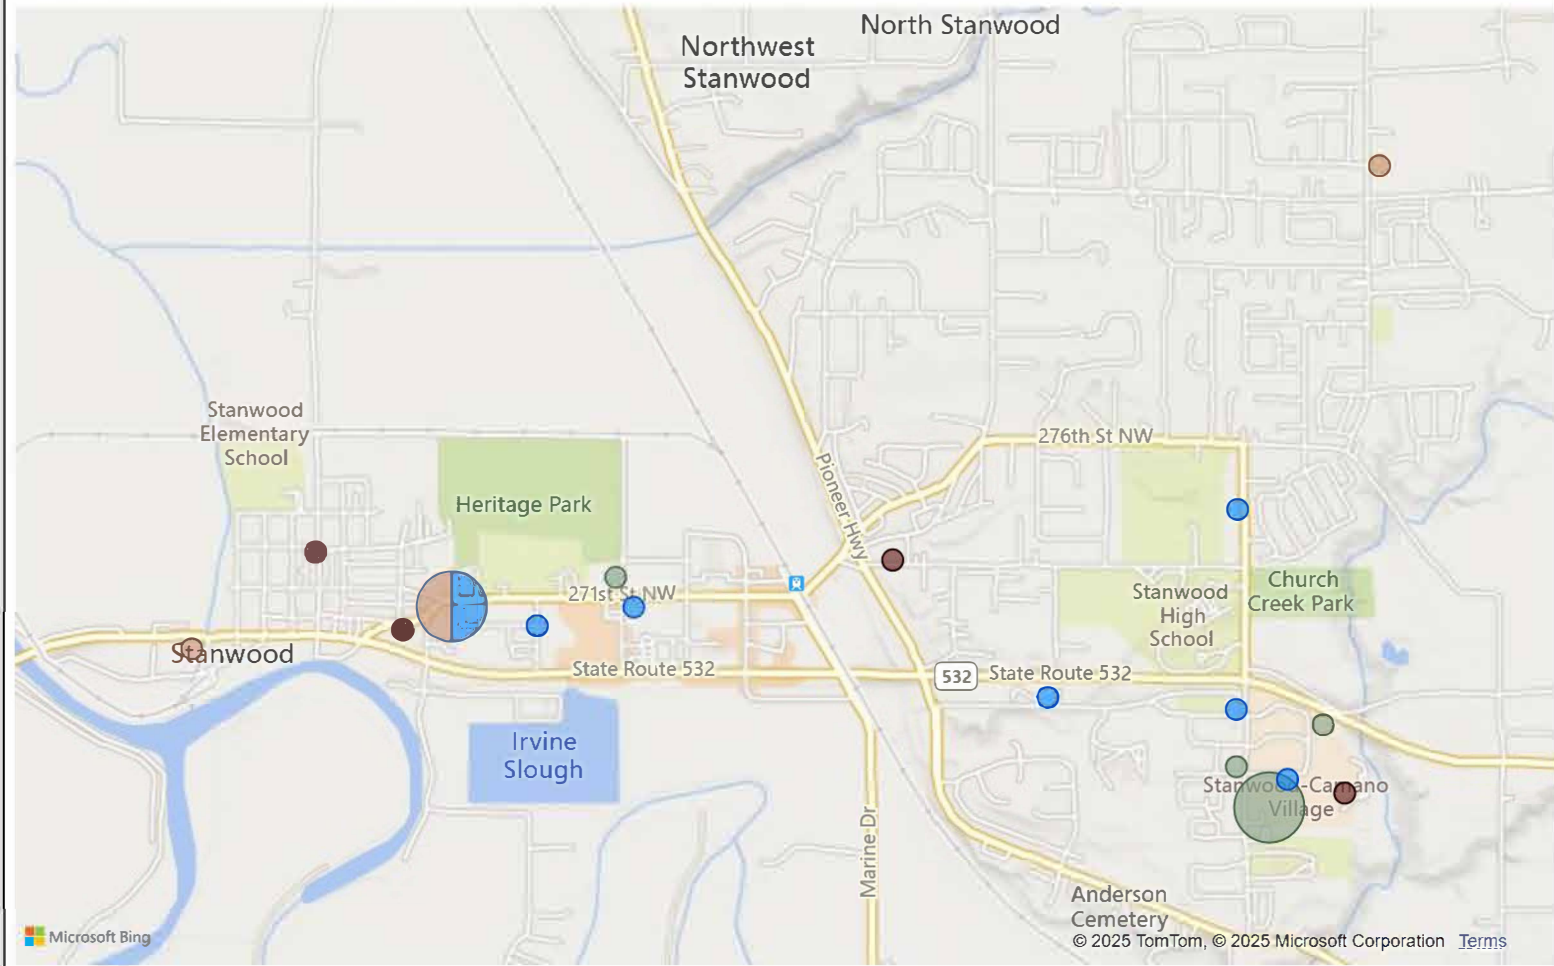 North Stanwood
Northwest
Stanwood
Stanwood
Elementary
School
276th St NW
Pioneer Hwy
Heritage Park
271st St NW
Stanwood
High
School
Church
Creek Park
Stanwood
State Route 532
532
State Route 532
Irvine
Slough
Stanwood-Camano
Village
Marine Dr
Anderson
Cemetery
Microsoft Bing
© 2025 TomTom, © 2025 Microsoft Corporation Terms